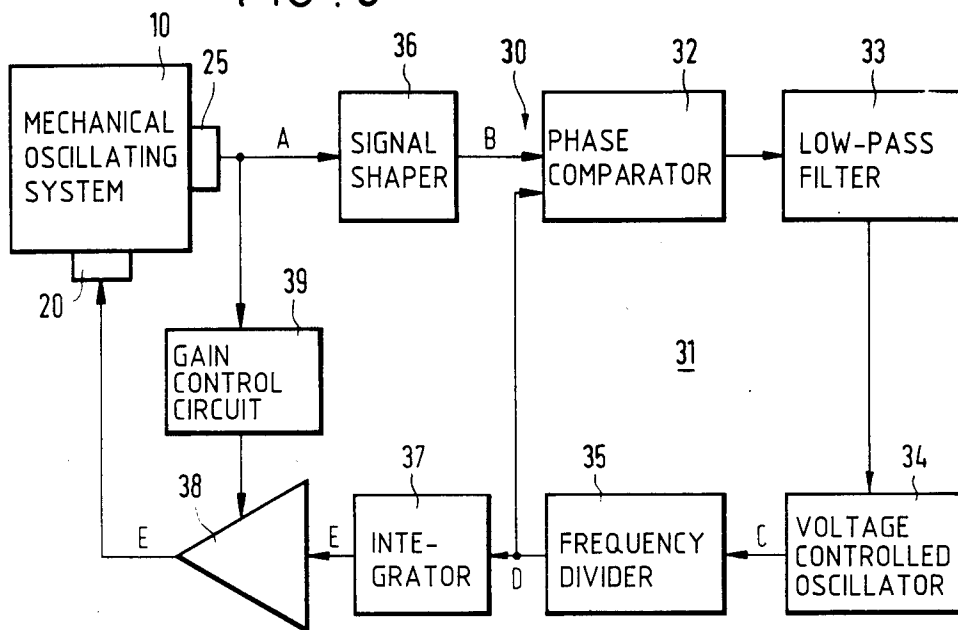 10
25
36
30
32
33
MECHANICAL
OSCILLATING
SYSTEM
A
SIGNAL
SHAPER
B
PHASE
COMPARATOR
LOW-PASS
FILTER
20
39
GAIN
CONTROL
CIRCUIT
31
38
37
35
34
E
E
INTE-
GRATOR
D
FREQUENCY
DIVIDER
C
VOLTAGE
CONTROLLED
OSCILLATOR